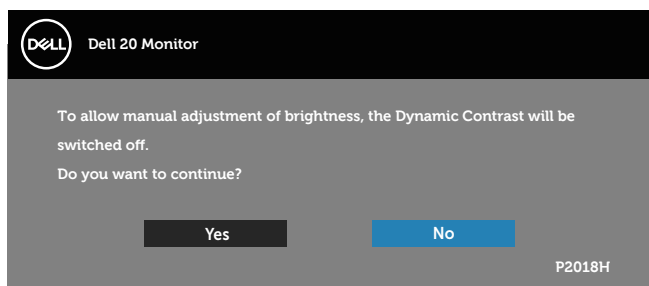 DELL
Dell 20 Monitor
To allow manual adjustment of brightness, the Dynamic Contrast will be
switched off.
Do you want to continue?
Yes No
P2018H